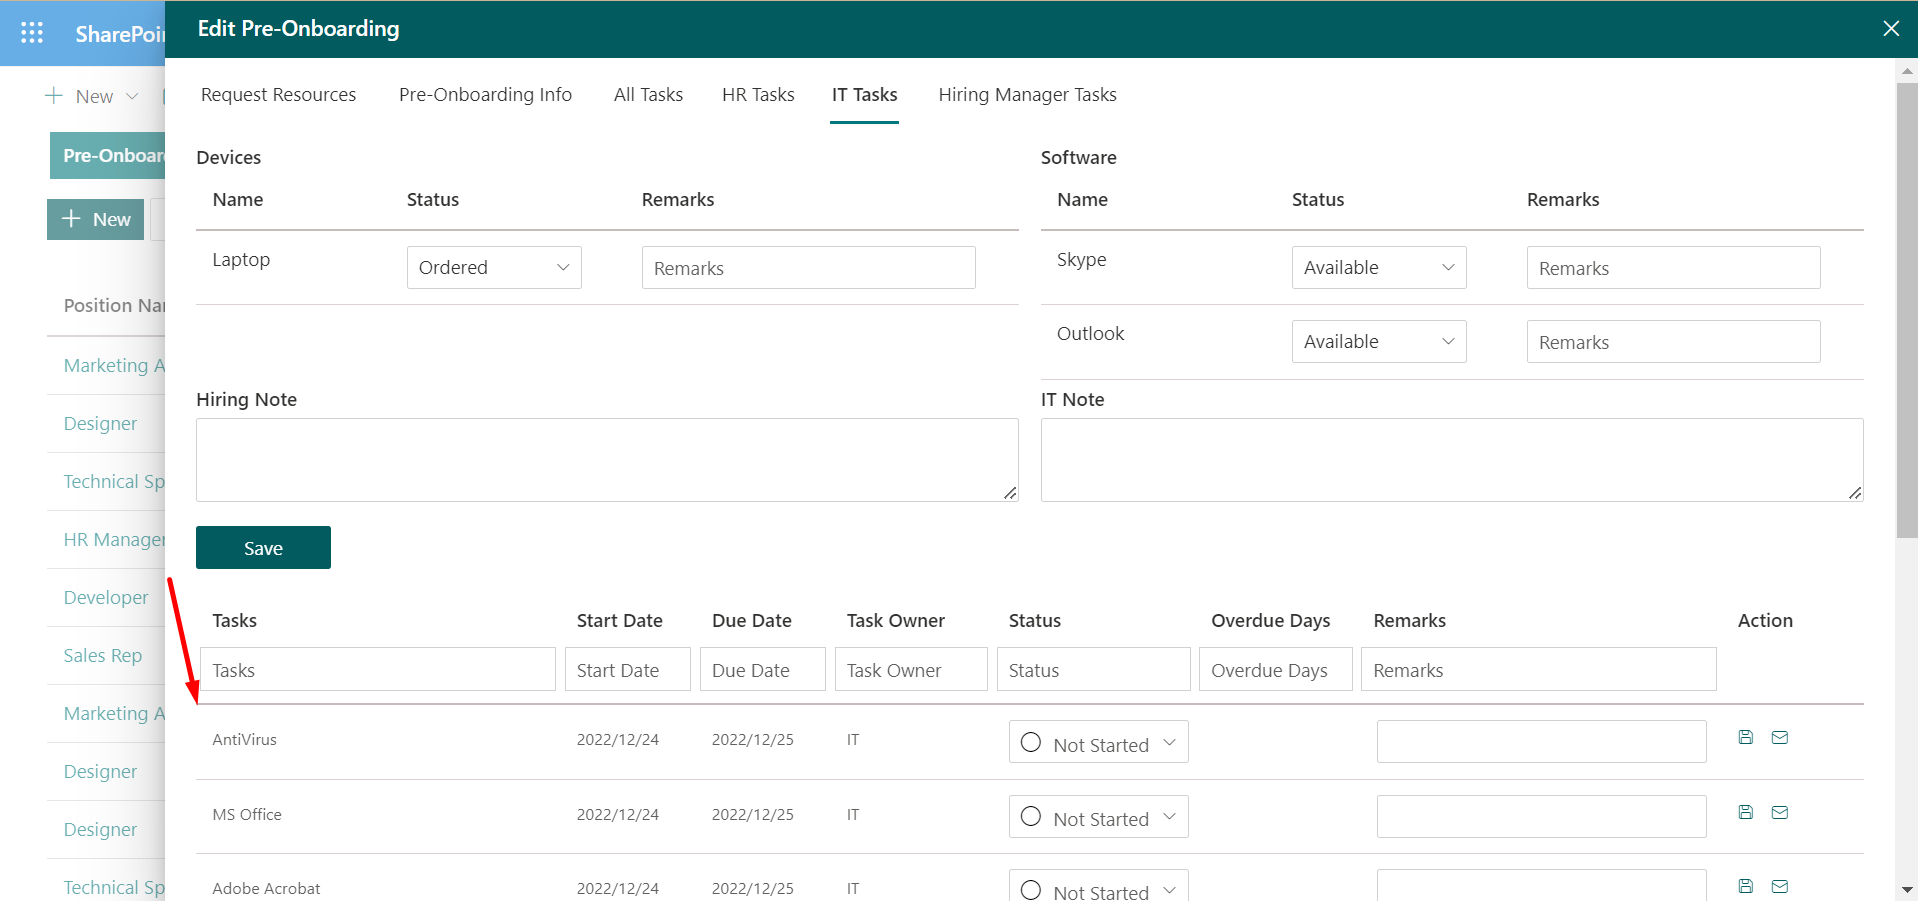 SharePoi
Edit Pre-Onboarding
New
Pre-Onboar
New
Position Na
Marketing A
Designer
Technical Sp
HR Manager
Developer
Sales Rep
Marketing A
Designer
Designer
Technical Sp
Request Resources Pre-Onboarding Info All Tasks HR Tasks IT Tasks Hiring Manager Tasks
Devices
Name Status Remarks
Laptop Ordered Remarks
Software
Name Status Remarks
Skype Available Remarks
Outlook Available Remarks
Hiring Note
IT Note
Save
Tasks Start Date Due Date Task Owner Status Overdue Days Remarks Action
Tasks Start Date Due Date Task Owner Status Overdue Days Remarks
AntiVirus 2022/12/24 2022/12/25 IT Not Started
MS Office 2022/12/24 2022/12/25 IT Not Started
Adobe Acrobat 2022/12/24 2022/12/25 IT Not Started